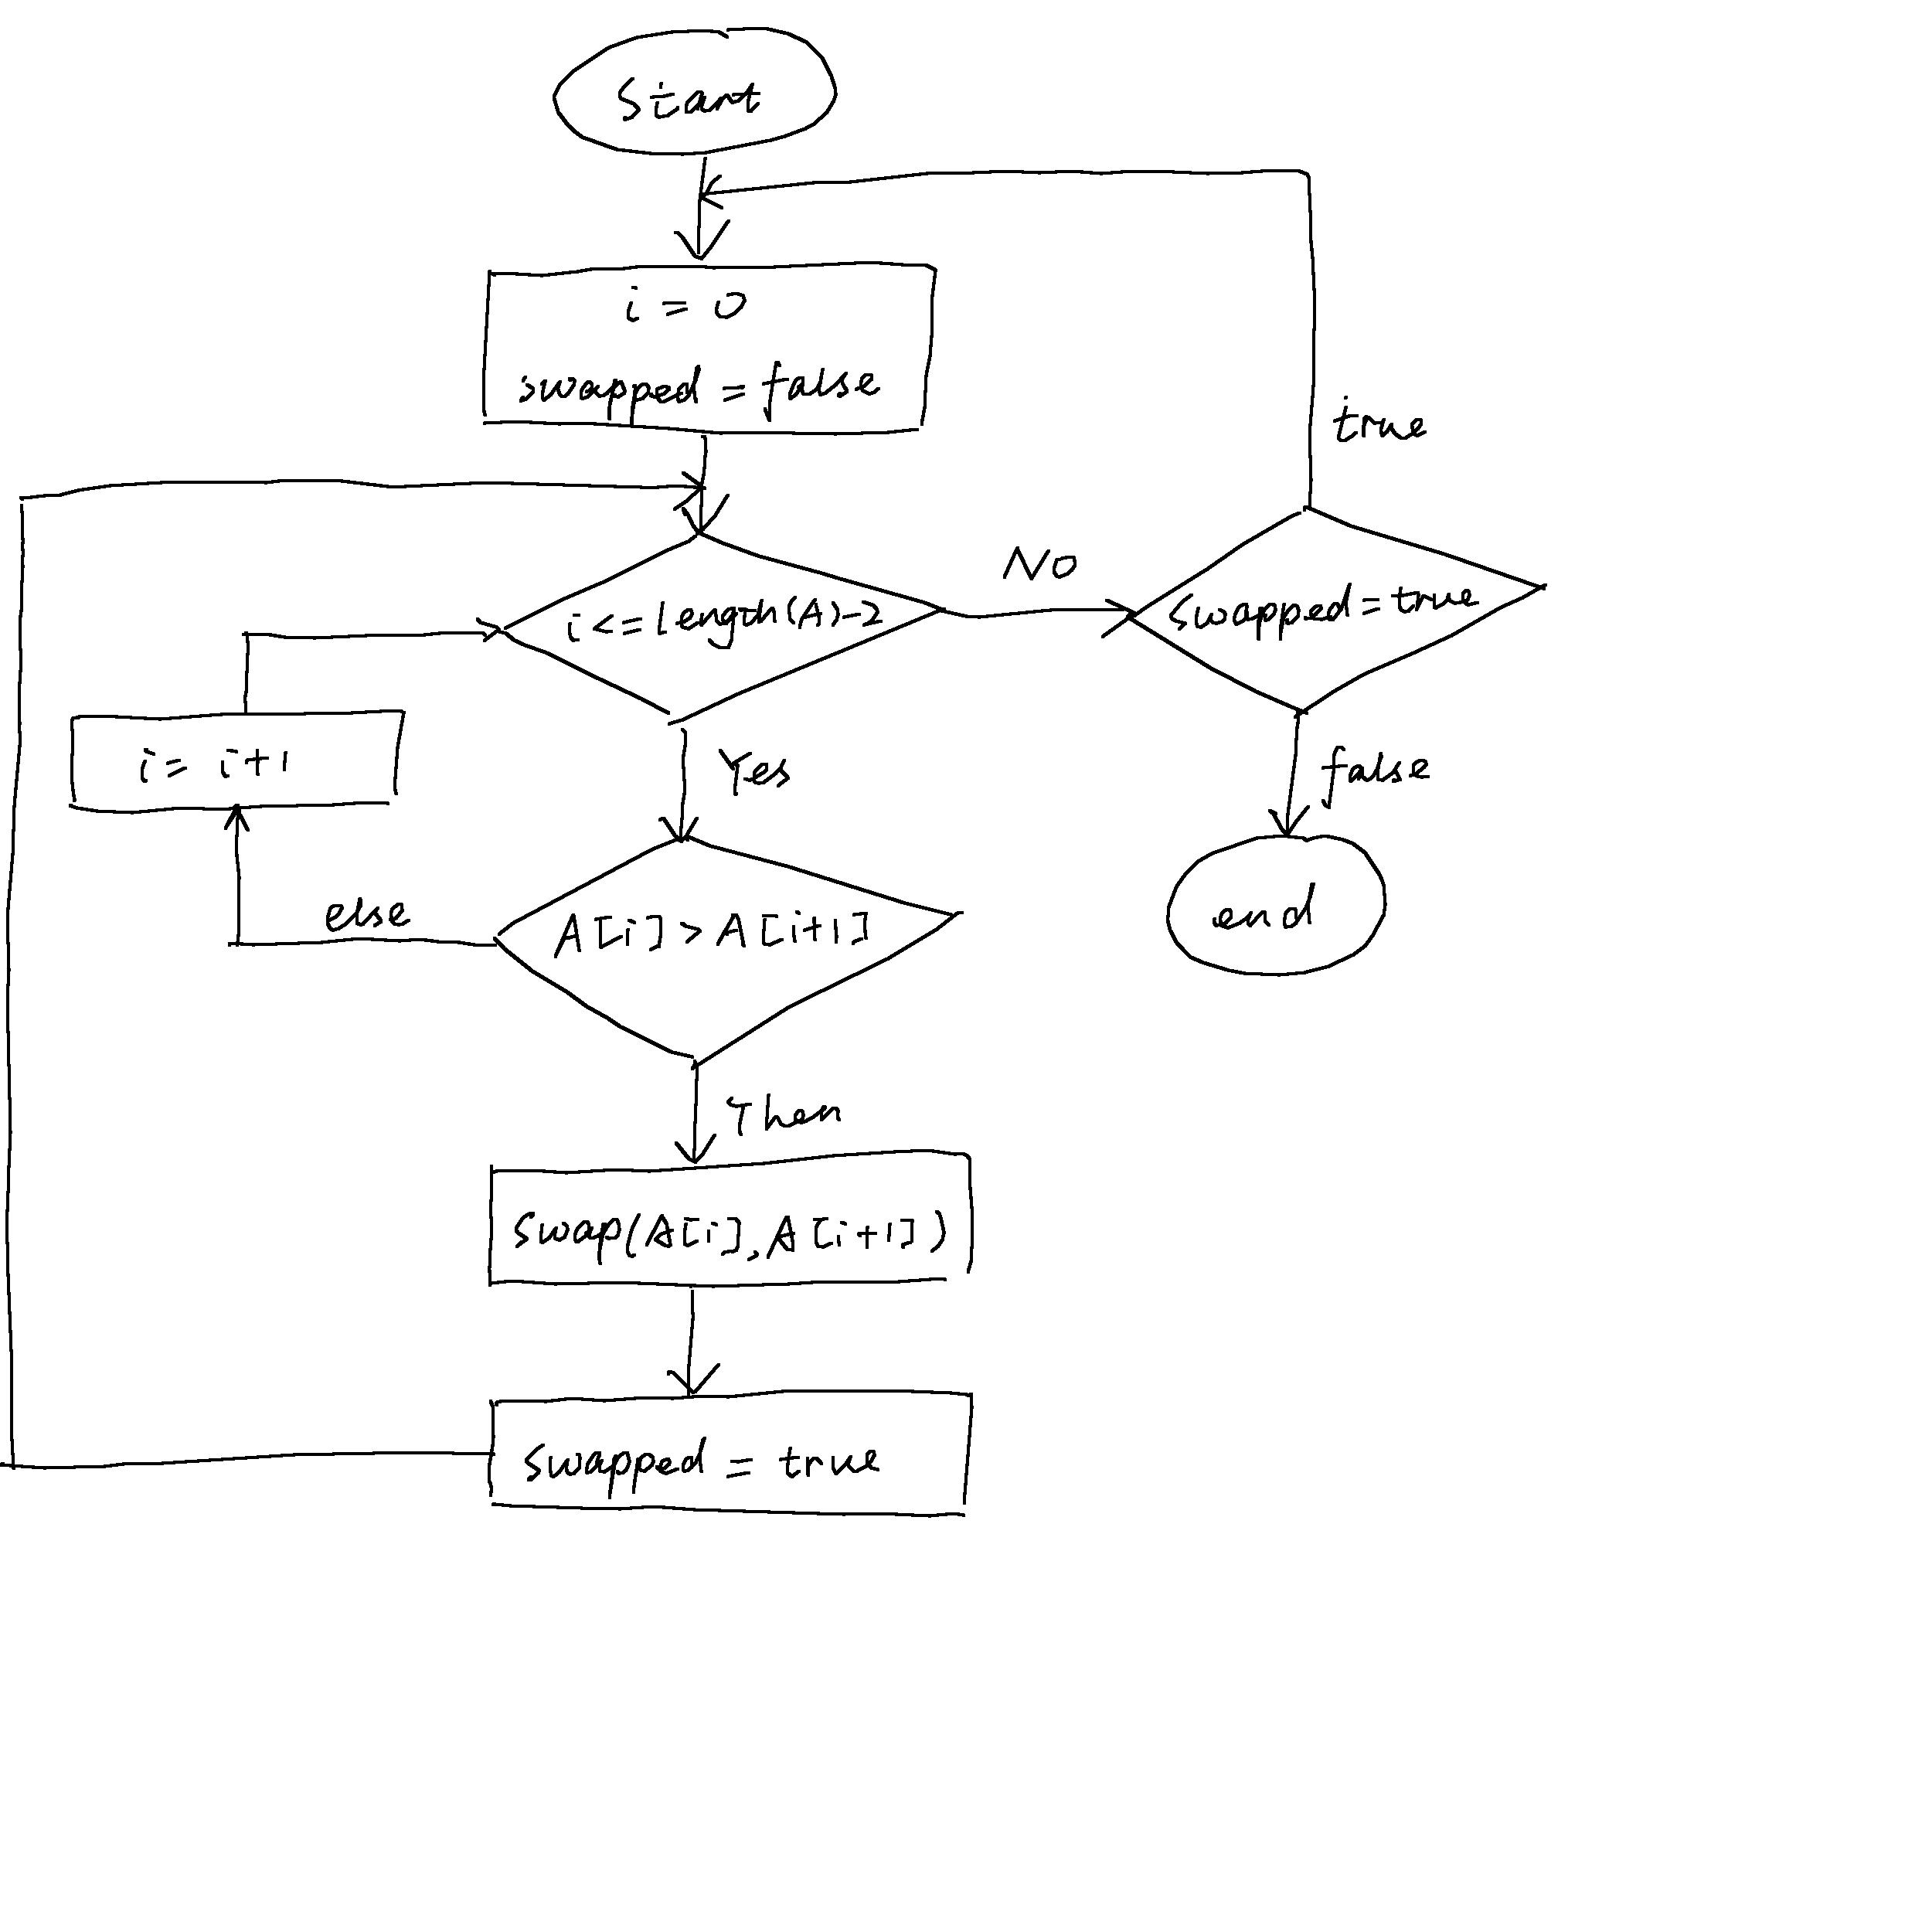 Start
i = 0
swapped = false
true
i <= length(A)-2
No
swapped = true
i = i+1
Yes
false
else
A[i] > A[i+1]
end
Then
swap(A[i], A[i+1])
swapped = true